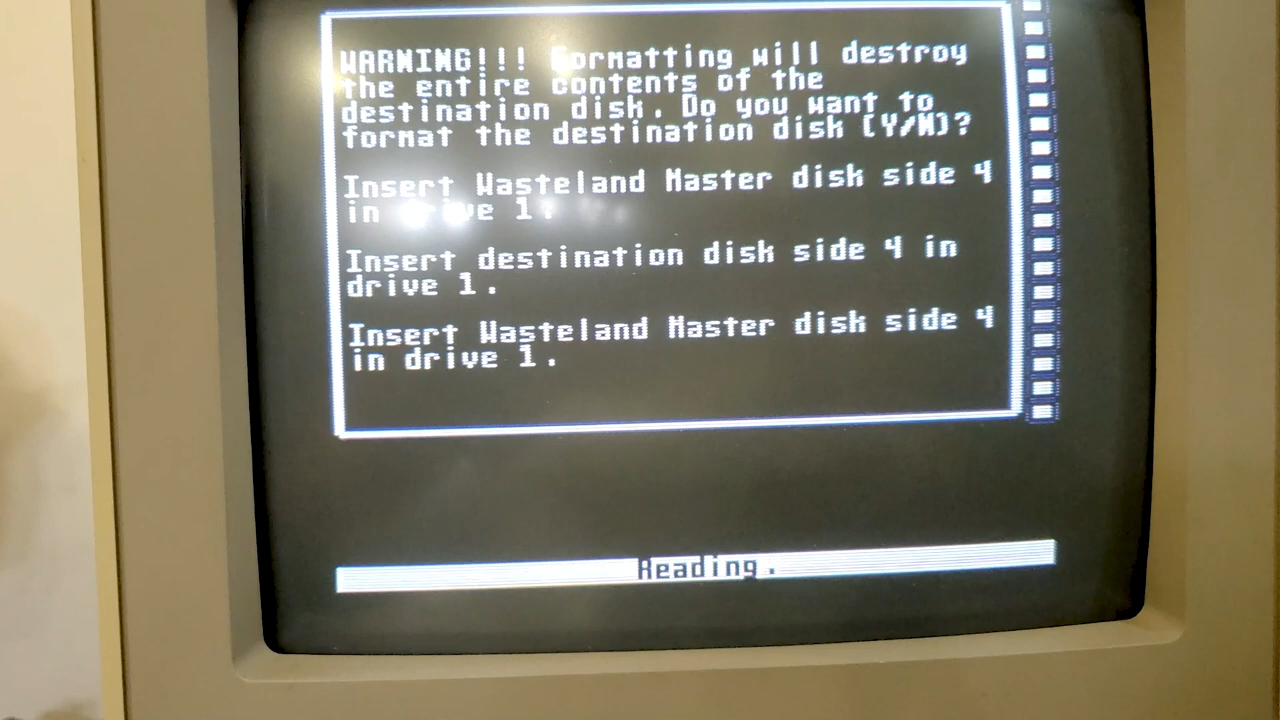 WARNING!!! Formatting will destroy
the entire contents of the
destination disk. Do you want to
format the destination disk (Y/N)?
Insert Wasteland Master disk side 4
in drive 1.
Insert destination disk side 4 in
drive 1.
Insert Wasteland Master disk side 4
in drive 1.
Reading.